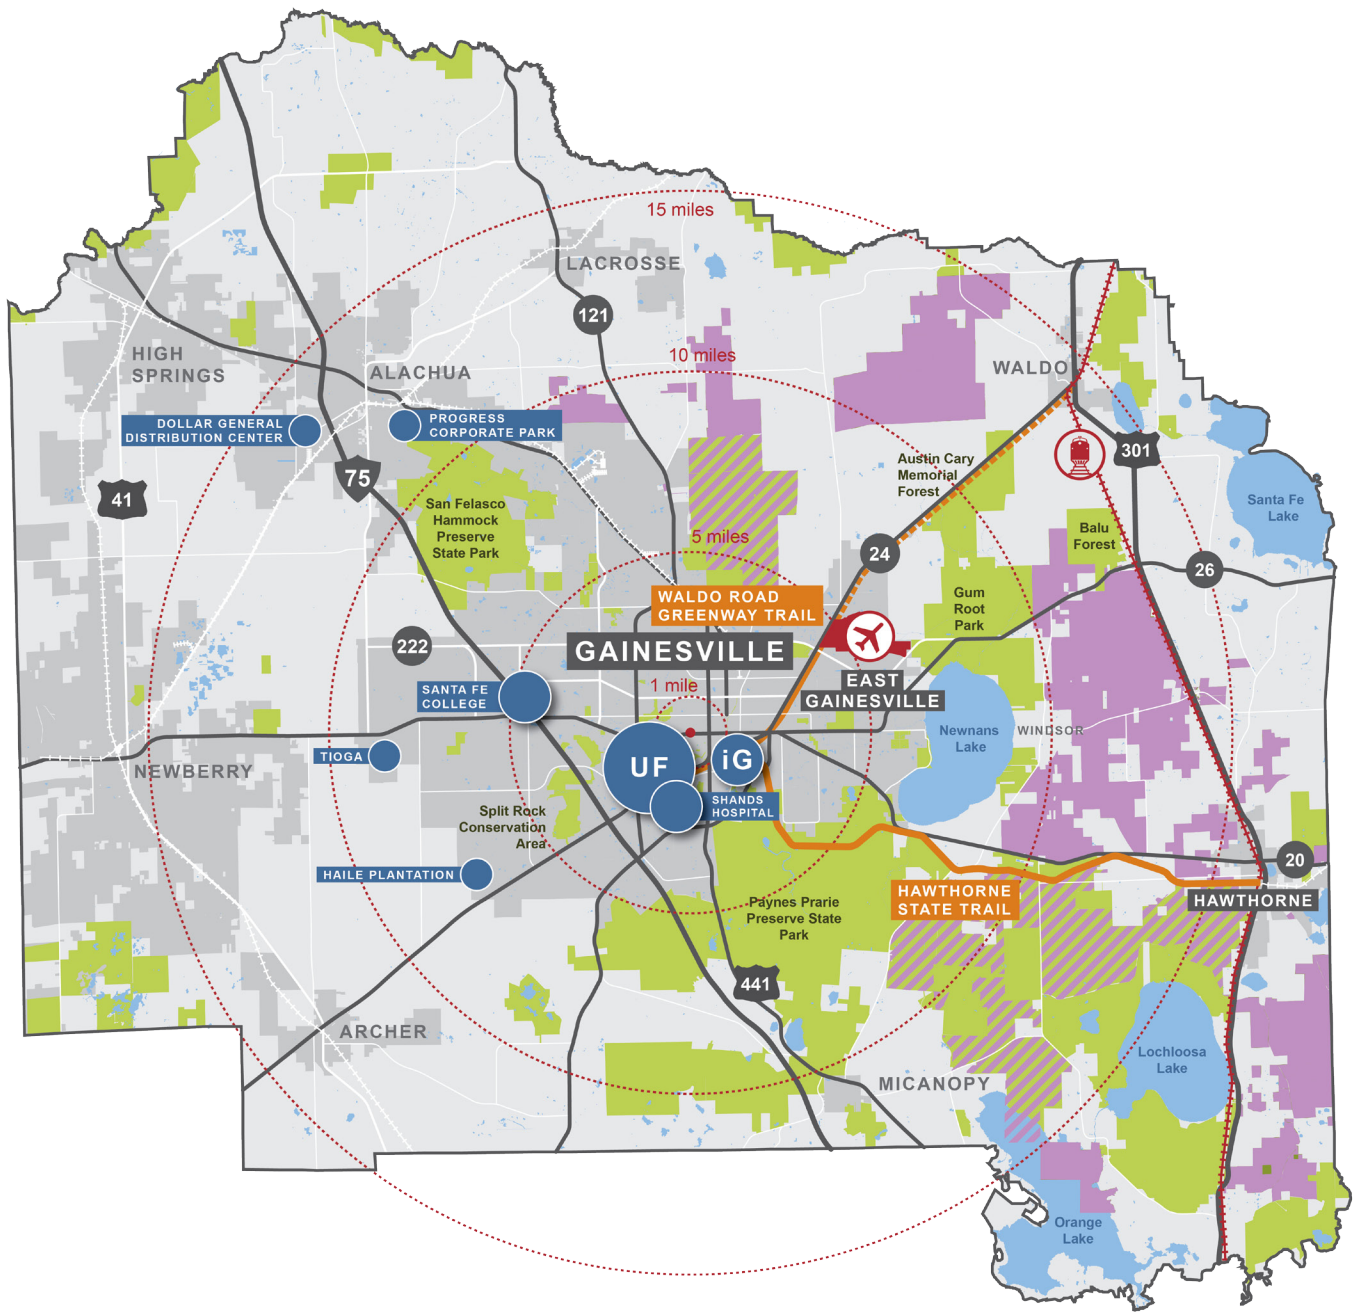 15 miles
LACROSSE
121
HIGH
SPRINGS
ALACHUA
10 miles
WALDO
DOLLAR GENERAL
DISTRIBUTION CENTER
PROGRESS
CORPORATE PARK
301
75
41
Austin Cary
Memorial
Forest
San Felasco
Hammock
Preserve
State Park
Santa Fe
Lake
5 miles
Balu
Forest
24
26
WALDO ROAD
GREENWAY TRAIL
Gum
Root
Park
222
GAINESVILLE
EAST
GAINESVILLE
1 mile
SANTA FE
COLLEGE
Newnans
Lake
WINDSOR
TIOGA
NEWBERRY
UF
iG
SHANDS
HOSPITAL
Split Rock
Conservation
Area
20
HAILE PLANTATION
HAWTHORNE
STATE TRAIL
HAWTHORNE
Paynes Prarie
Preserve State
Park
441
ARCHER
Lochloosa
Lake
MICANOPY
Orange
Lake